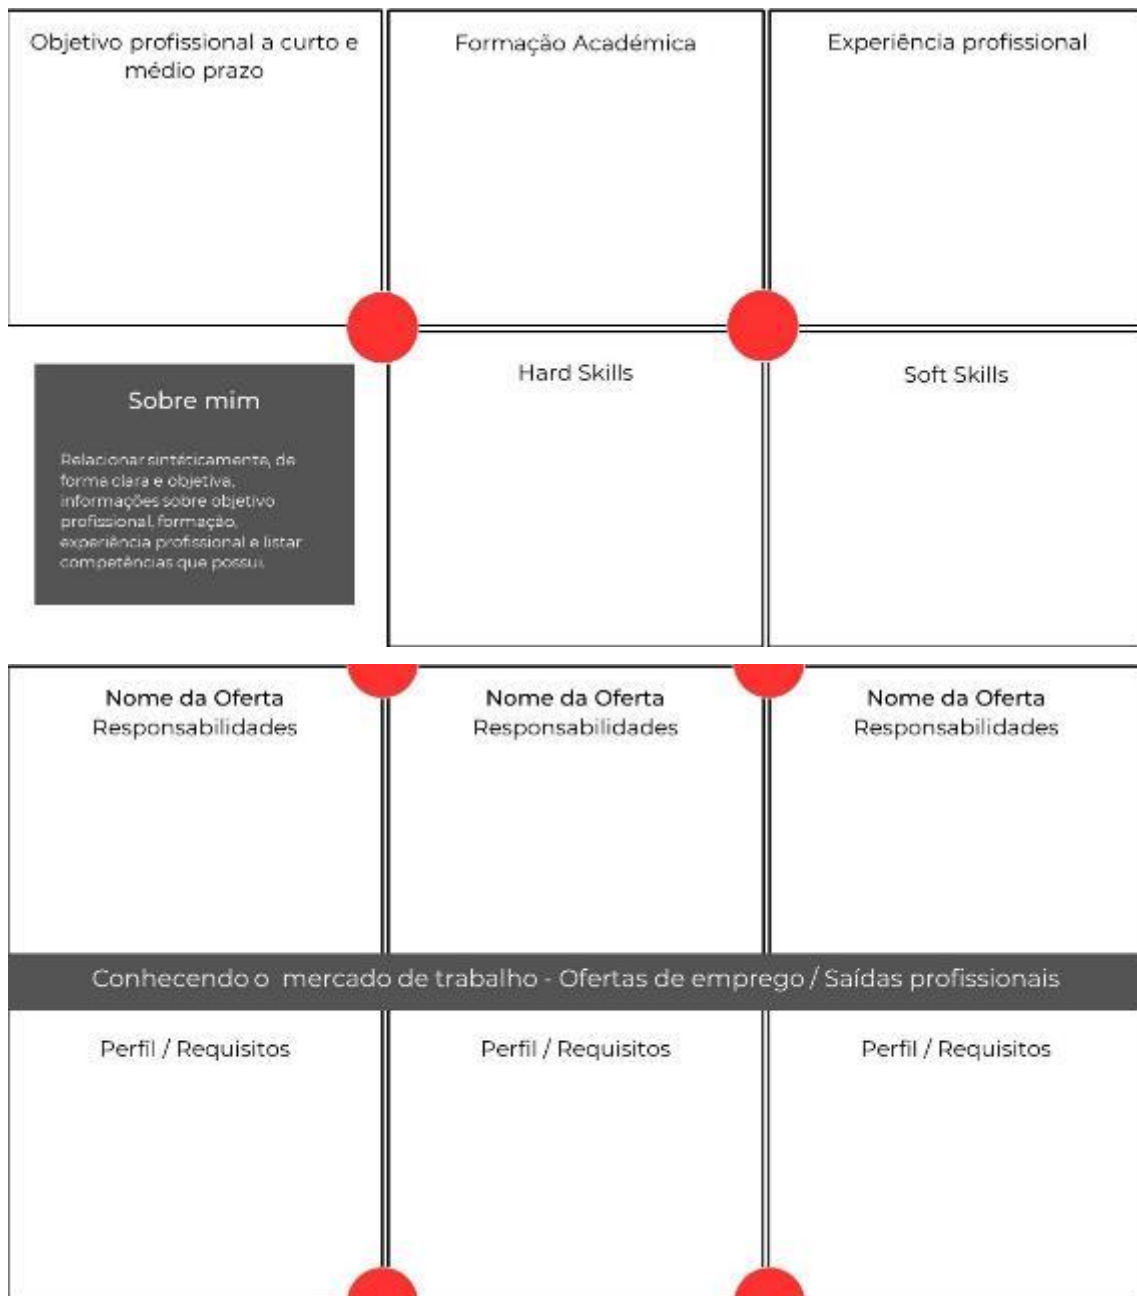 Objetivo profissional a curto e
médio prazo
Formação Académica
Experiência profissional
Sobre mim
Relacionar sintéticamente, de
forma clara e objetiva,
informações sobre objetivo
profissional, formação,
experiência profissional e listar
competências que possui.
Hard Skills
Soft Skills
Nome da Oferta
Responsabilidades
Nome da Oferta
Responsabilidades
Nome da Oferta
Responsabilidades
Conhecendo o mercado de trabalho - Ofertas de emprego / Saídas profissionais
Perfil / Requisitos
Perfil / Requisitos
Perfil / Requisitos